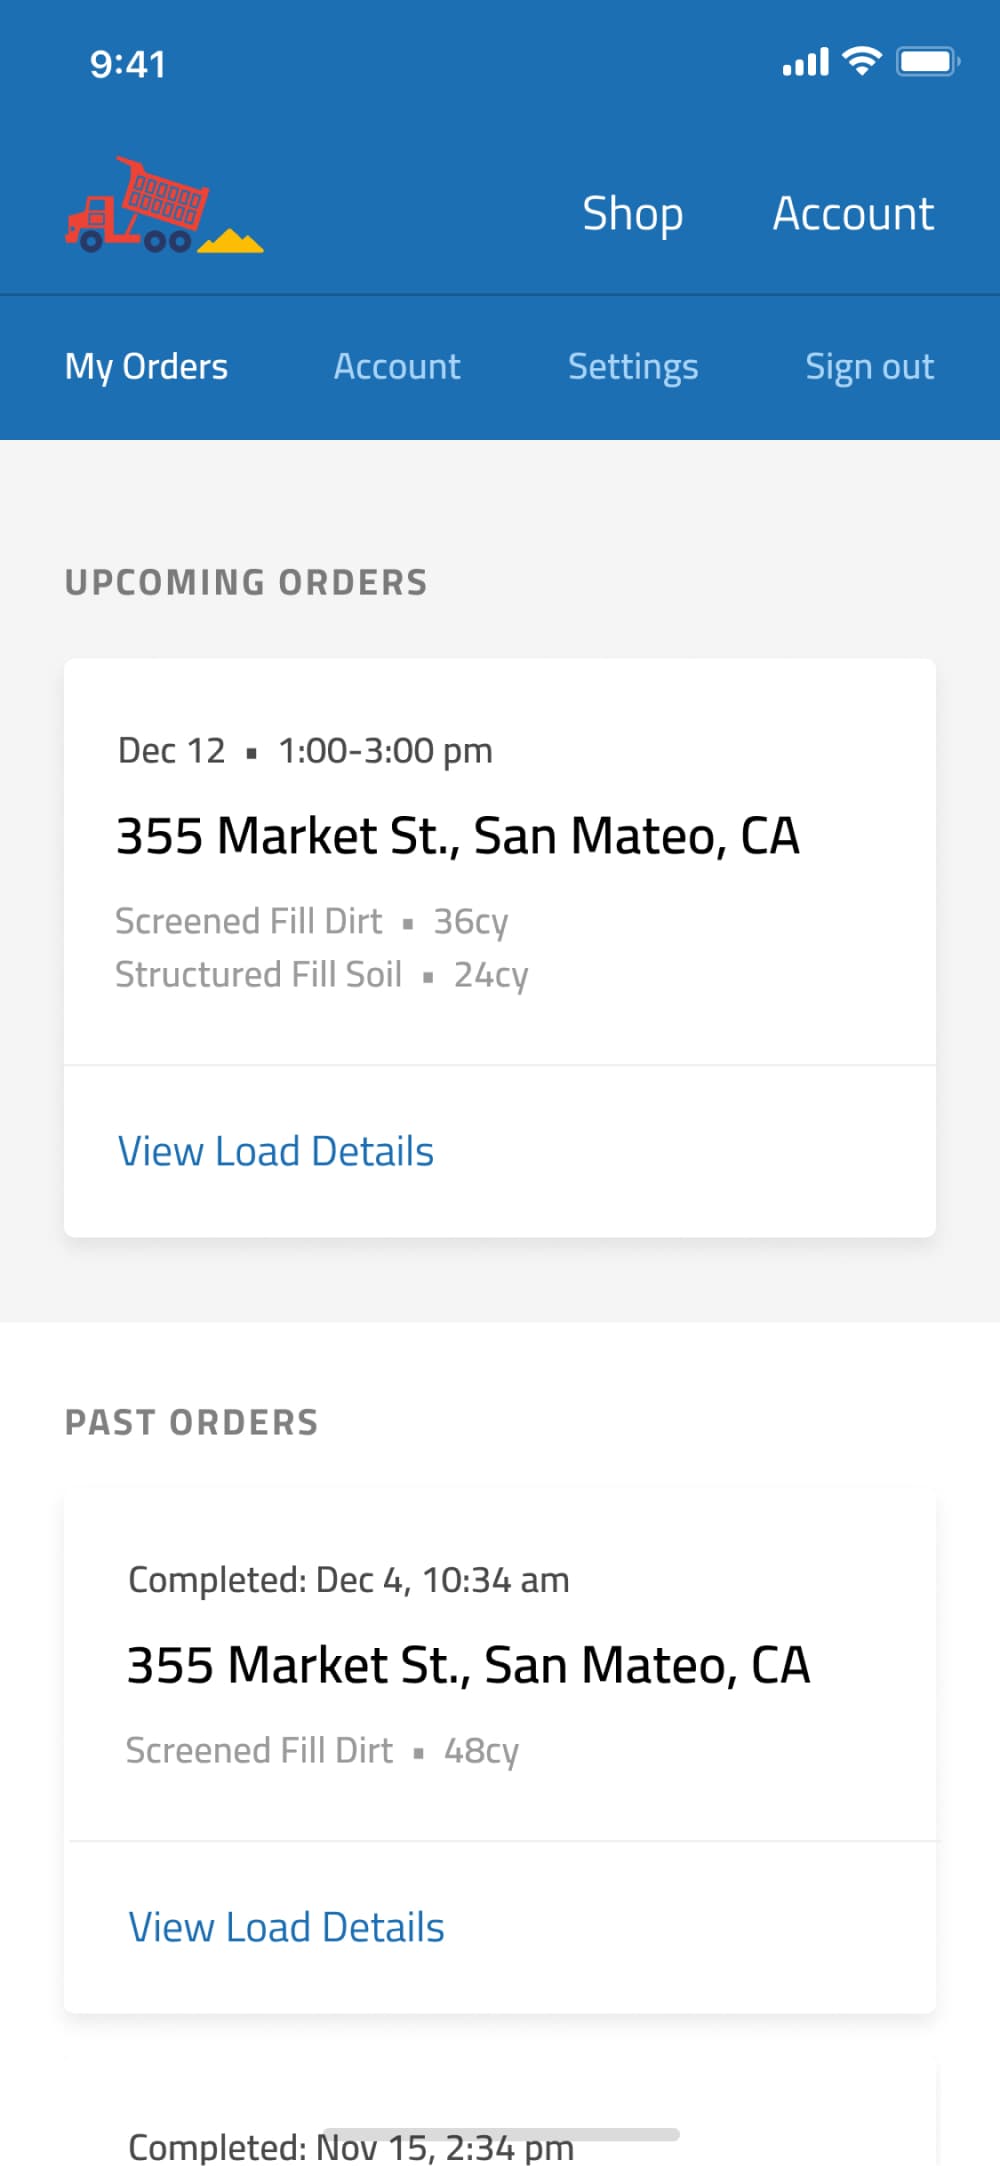 9:41
Shop Account
My Orders Account Settings Sign out
UPCOMING ORDERS
Dec 12 ▪ 1:00-3:00 pm
355 Market St., San Mateo, CA
Screened Fill Dirt ▪ 36cy
Structured Fill Soil ▪ 24cy
View Load Details
PAST ORDERS
Completed: Dec 4, 10:34 am
355 Market St., San Mateo, CA
Screened Fill Dirt ▪ 48cy
View Load Details
Completed: Nov 15, 2:34 pm